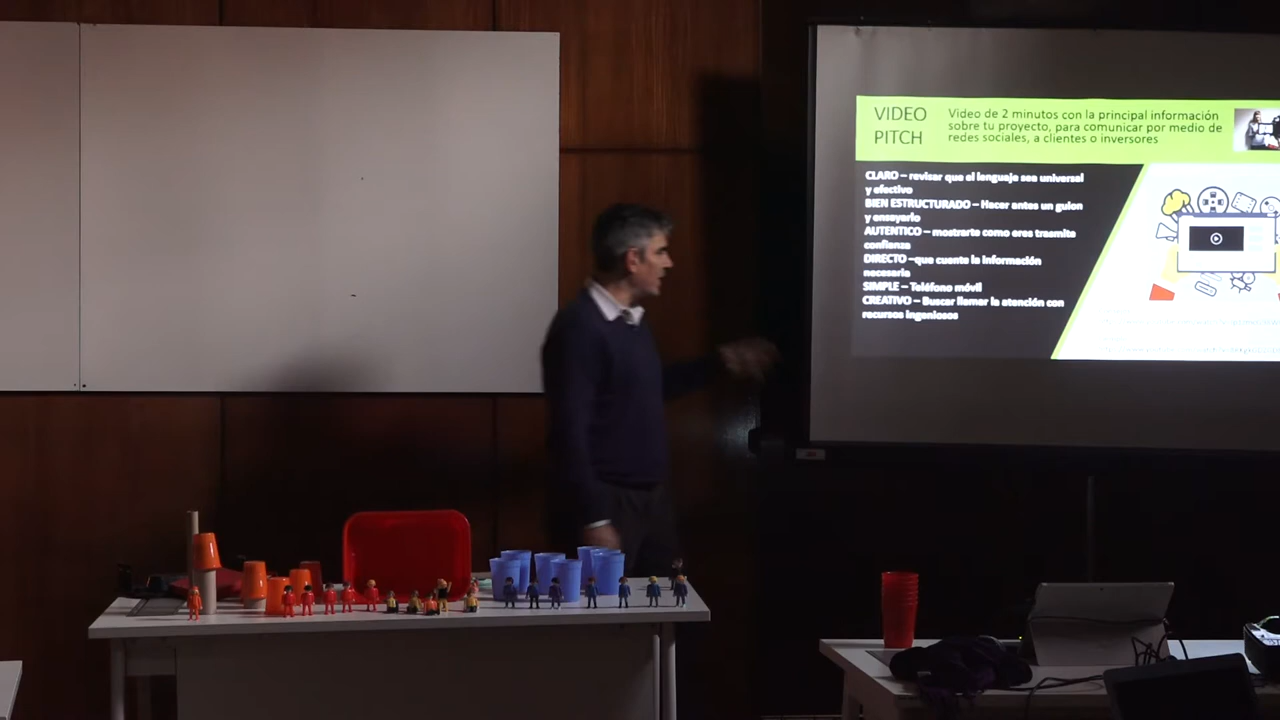 VIDEO
PITCH
Video de 2 minutos con la principal información
sobre tu proyecto, para comunicar por medio de
redes sociales, a clientes o inversores
CLARO – revisar que el lenguaje sea universal
y efectivo
BIEN ESTRUCTURADO – Hacer antes un guion
y ensayarlo
AUTENTICO – mostrarte como eres trasmite
confianza
DIRECTO –que cuente la información
necesaria
SIMPLE – Teléfono móvil
CREATIVO – Buscar llamar la atención con
recursos ingeniosos